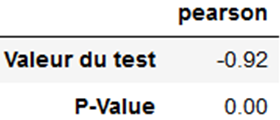 pearson
Valeur du test -0.92
P-Value 0.00